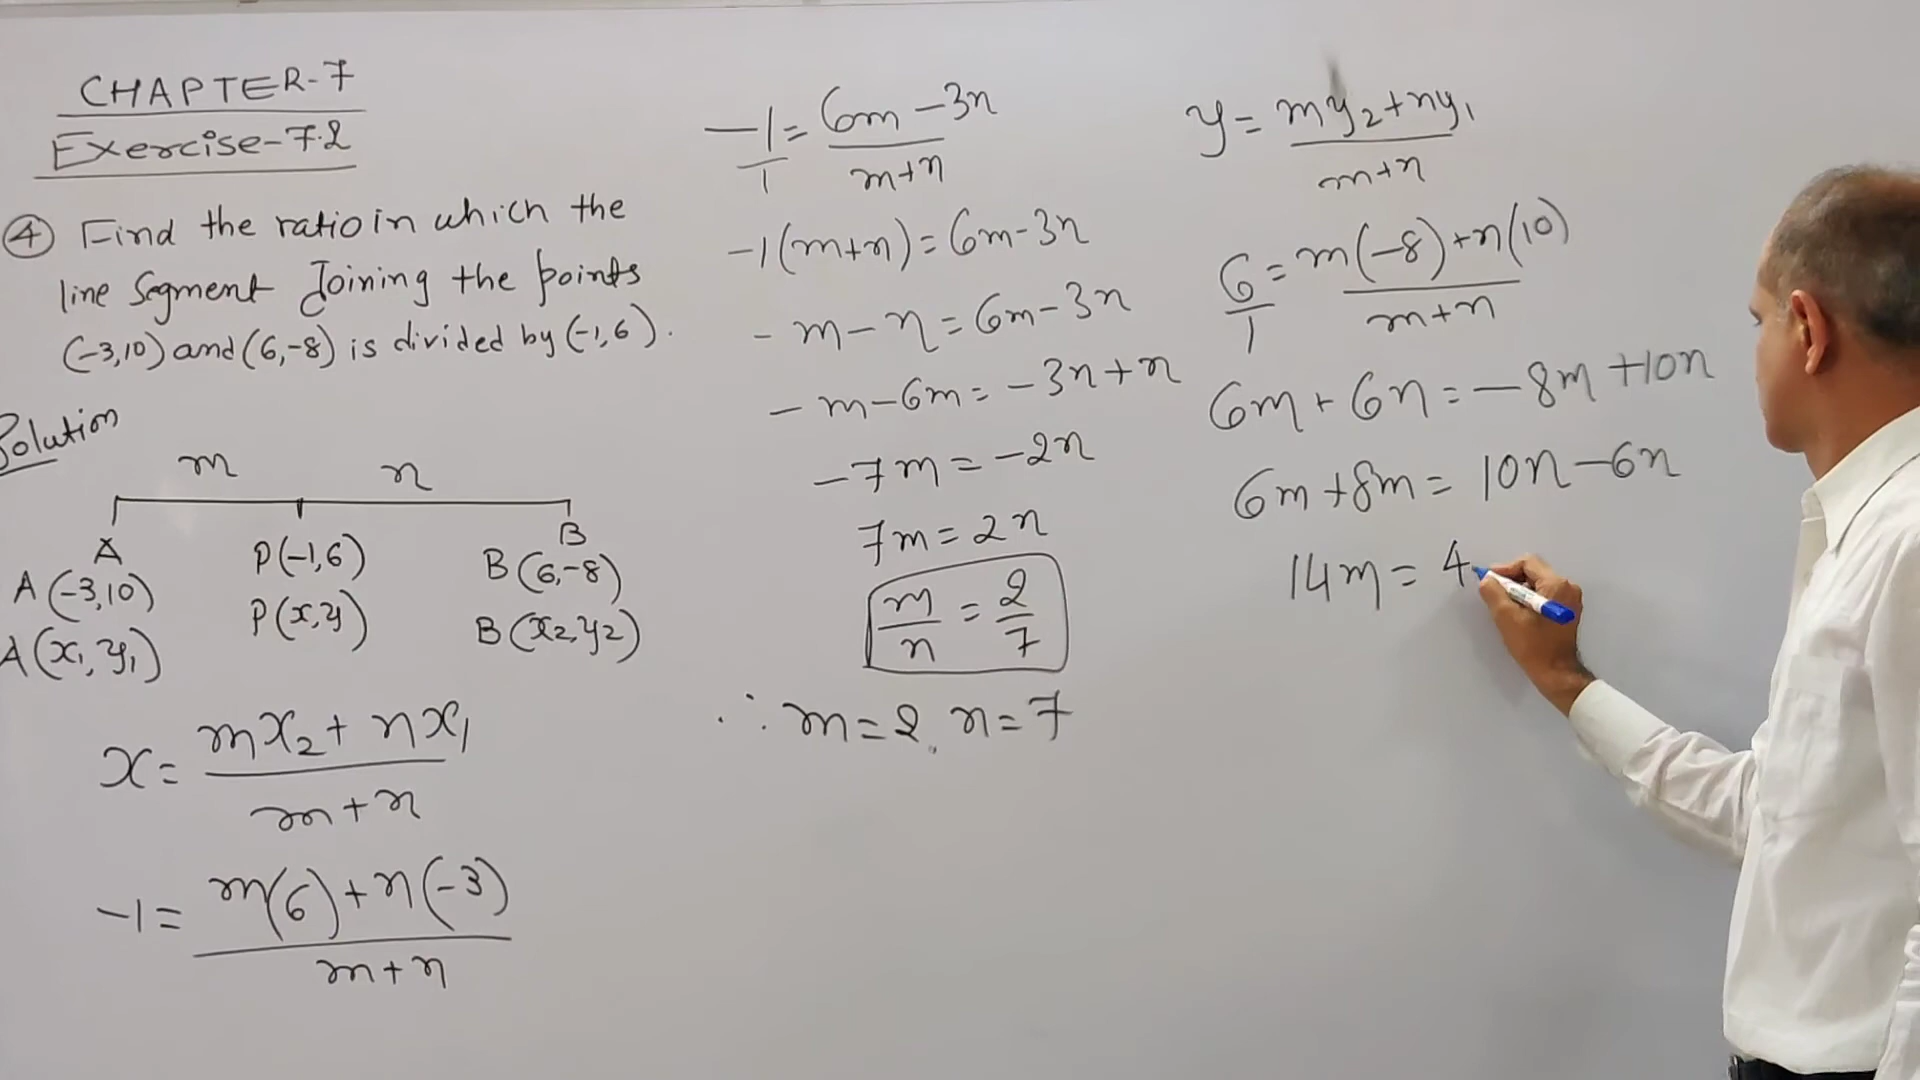 CHAPTER-7
Exercise-7.2
④ Find the ratio in which the
line Segment Joining the points
(-3,10) and (6,-8) is divided by (-1,6).
Solution
m n
A B
A(-3,10) P(-1,6) B(6,-8)
A(x₁,y₁) P(x,y) B(x₂,y₂)
x = (mx₂ + nx₁)/(m+n)
-1 = (m(6)+n(-3))/(m+n)
-1/1 = (6m-3n)/(m+n)
-1(m+n)=6m-3n
-m-n=6m-3n
-m-6m=-3n+n
-7m=-2n
7m=2n
m/n = 2/7
∴ m=2, n=7
y = (my₂+ny₁)/(m+n)
6/1 = (m(-8)+n(10))/(m+n)
6m+6n=-8m+10n
6m+8m=10n-6n
14m=4